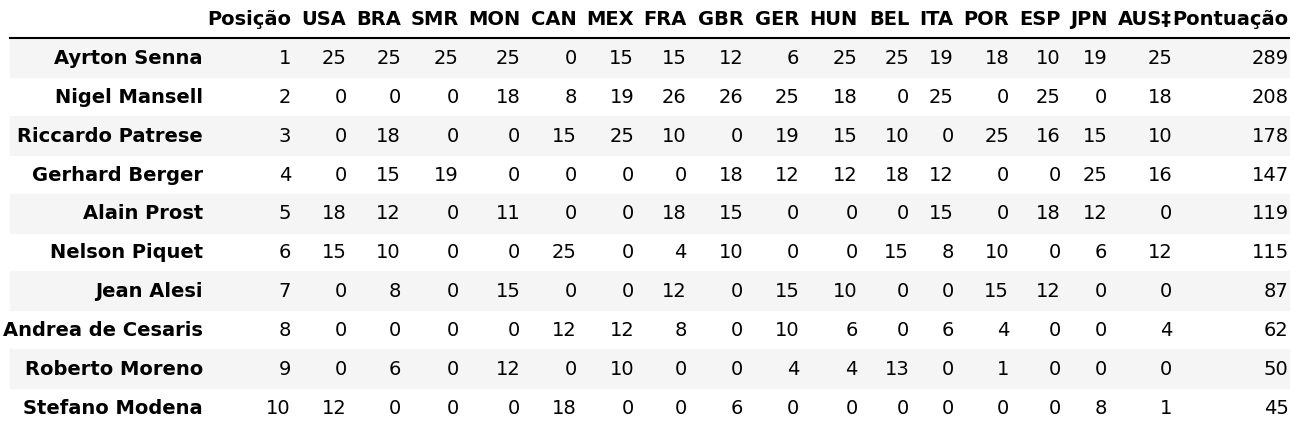 Posição USA BRA SMR MON CAN MEX FRA GBR GER HUN BEL ITA POR ESP JPN AUS‡ Pontuação
Ayrton Senna 1 25 25 25 25 0 15 15 12 6 25 25 19 18 10 19 25 289
Nigel Mansell 2 0 0 0 18 8 19 26 26 25 18 0 25 0 25 0 18 208
Riccardo Patrese 3 0 18 0 0 15 25 10 0 19 15 10 0 25 16 15 10 178
Gerhard Berger 4 0 15 19 0 0 0 0 18 12 12 18 12 0 0 25 16 147
Alain Prost 5 18 12 0 11 0 0 18 15 0 0 0 15 0 18 12 0 119
Nelson Piquet 6 15 10 0 0 25 0 4 10 0 0 15 8 10 0 6 12 115
Jean Alesi 7 0 8 0 15 0 0 12 0 15 10 0 0 15 12 0 0 87
Andrea de Cesaris 8 0 0 0 0 12 12 8 0 10 6 0 6 4 0 0 4 62
Roberto Moreno 9 0 6 0 12 0 10 0 0 4 4 13 0 1 0 0 0 50
Stefano Modena 10 12 0 0 0 18 0 0 6 0 0 0 0 0 0 8 1 45